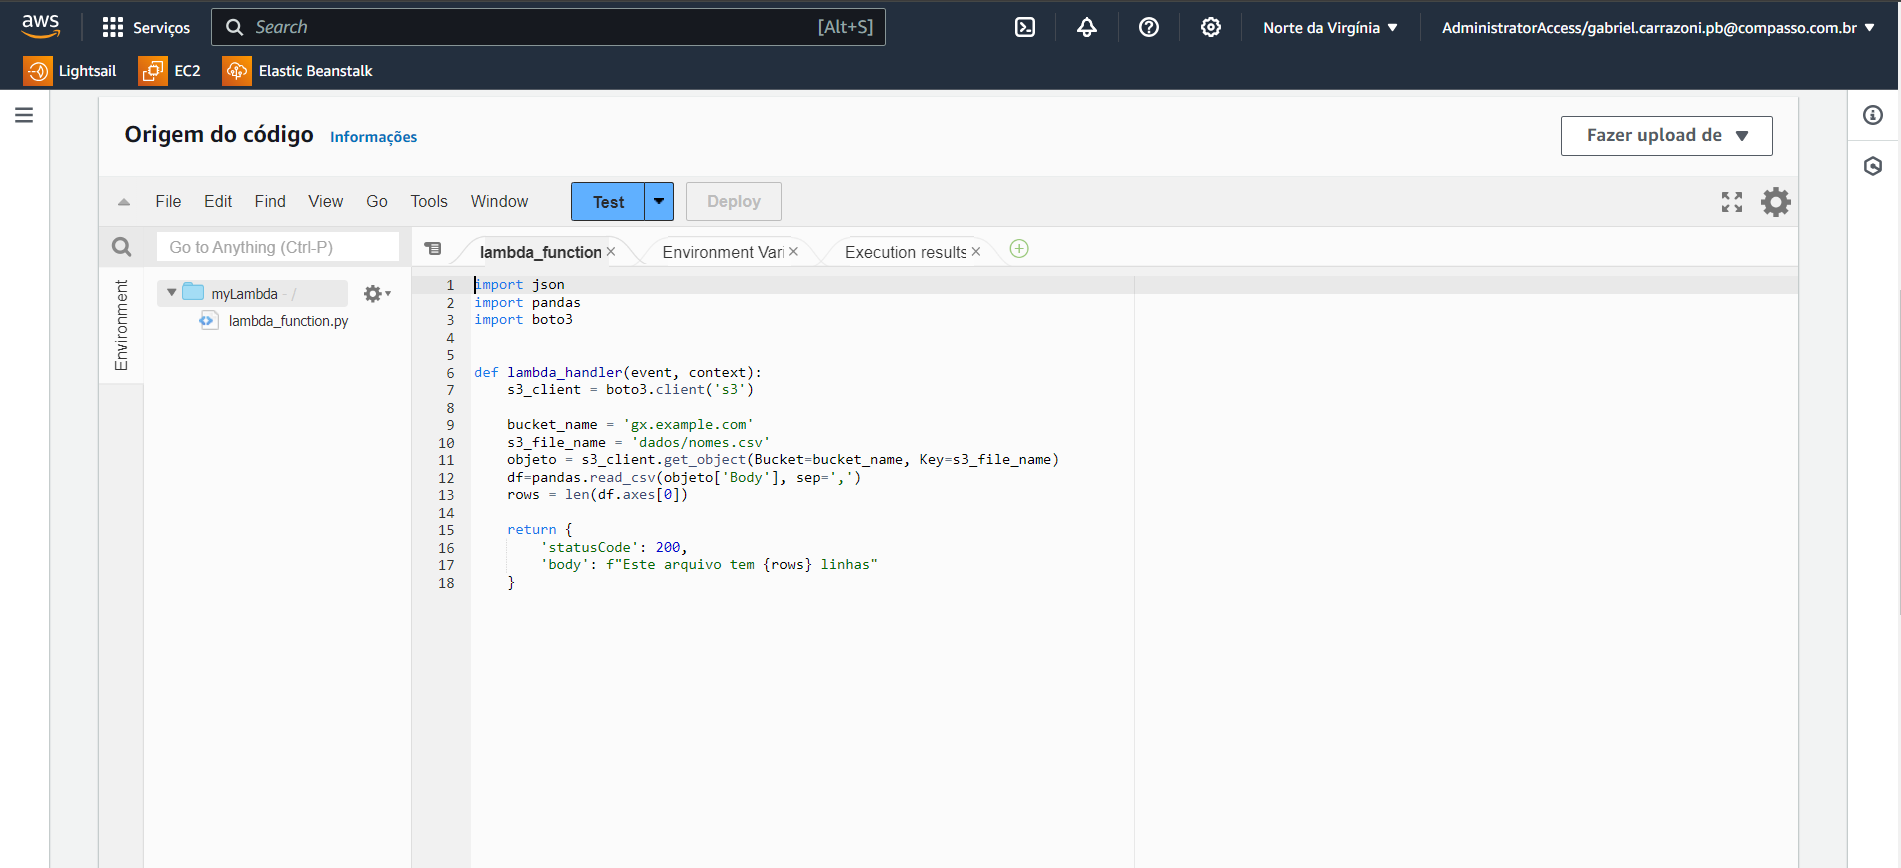 aws Serviços Search [Alt+S] Norte da Virgínia AdministratorAccess/gabriel.carrazoni.pb@compasso.com.br
Lightsail EC2 Elastic Beanstalk
Origem do código Informações Fazer upload de
File Edit Find View Go Tools Window Test Deploy
Go to Anything (Ctrl-P) lambda_function Environment Vari Execution results
Environment
myLambda - /
lambda_function.py
1 import json
2 import pandas
3 import boto3
4
5
6 def lambda_handler(event, context):
7 s3_client = boto3.client('s3')
8
9 bucket_name = 'gx.example.com'
10 s3_file_name = 'dados/nomes.csv'
11 objeto = s3_client.get_object(Bucket=bucket_name, Key=s3_file_name)
12 df=pandas.read_csv(objeto['Body'], sep=',')
13 rows = len(df.axes[0])
14
15 return {
16 'statusCode': 200,
17 'body': f"Este arquivo tem {rows} linhas"
18 }